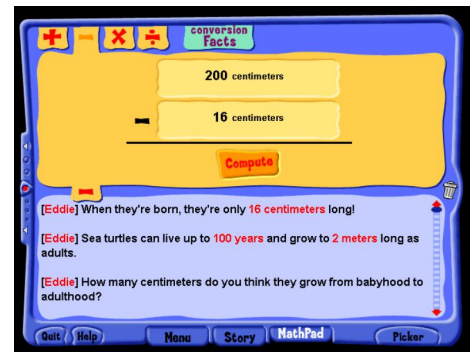 conversion
Facts
200 centimeters
16 centimeters
Compute
[Eddie] When they're born, they're only 16 centimeters long!
[Eddie] Sea turtles can live up to 100 years and grow to 2 meters long as
adults.
[Eddie] How many centimeters do you think they grow from babyhood to
adulthood?
Quit Help Menu Story MathPad Picker